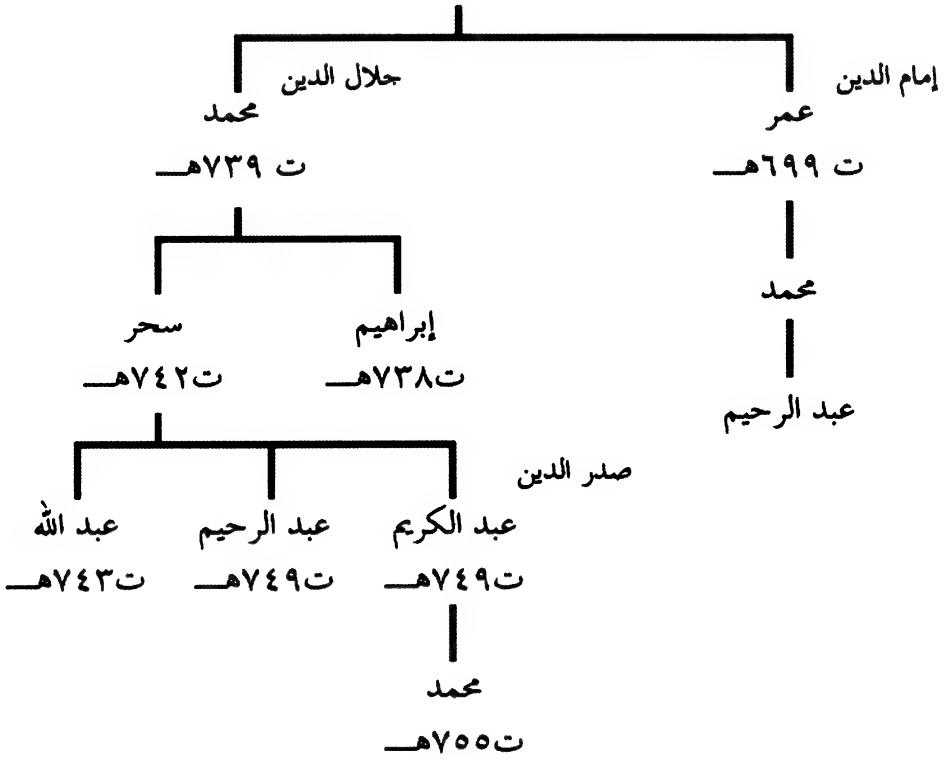 إمام الدين
جلال الدين
عمر
محمد
ت ٦٩٩هـ
ت ٧٣٩هـ
محمد
إبراهيم
سحر
ت٧٣٨هـ
ت٧٤٢هـ
عبد الرحيم
صدر الدين
عبد الكريم
عبد الرحيم
عبد الله
ت٧٤٩هـ
ت٧٤٩هـ
ت٧٤٣هـ
محمد
ت٧٥٥هـ